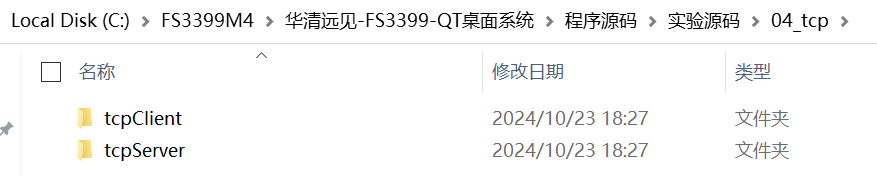 Local Disk (C:) > FS3399M4 > 华清远见-FS3399-QT桌面系统 > 程序源码 > 实验源码 > 04_tcp >
名称 修改日期 类型
tcpClient 2024/10/23 18:27 文件夹
tcpServer 2024/10/23 18:27 文件夹